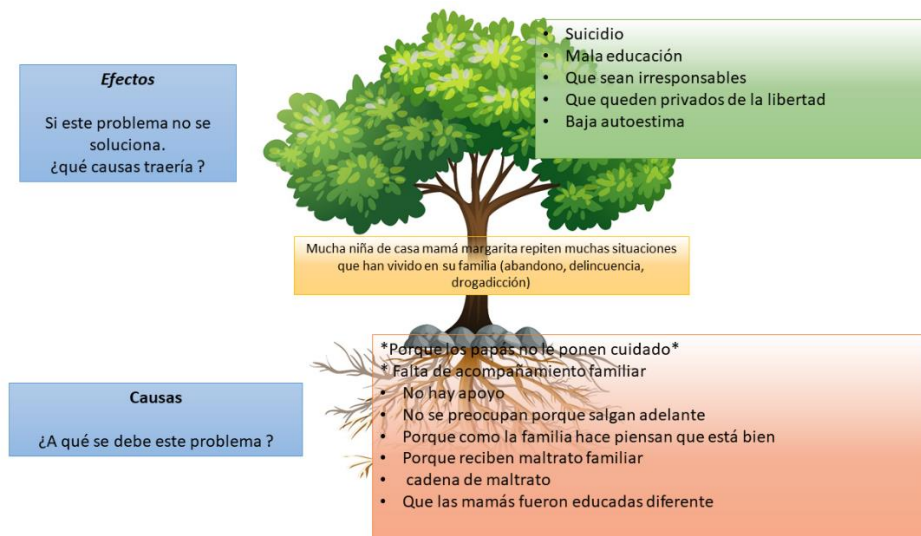 Efectos
Si este problema no se
soluciona.
¿qué causas traería ?
• Suicidio
• Mala educación
• Que sean irresponsables
• Que queden privados de la libertad
• Baja autoestima
Mucha niña de casa mamá margarita repiten muchas situaciones
que han vivido en su familia (abandono, delincuencia,
drogadicción)
Causas
¿A qué se debe este problema ?
*Porque los papás no le ponen cuidado*
* Falta de acompañamiento familiar
• No hay apoyo
• No se preocupan porque salgan adelante
• Porque como la familia hace piensan que está bien
• Porque reciben maltrato familiar
• cadena de maltrato
• Que las mamás fueron educadas diferente